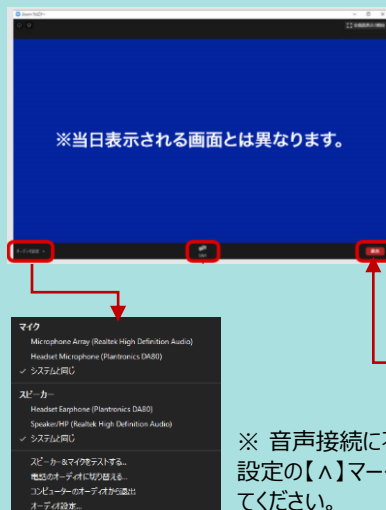 ※当日表示される画面とは異なります。
マイク
Microphone Array (Realtek High Definition Audio)
Headset Microphone (Plantronics DA80)
✓ システムと同じ
スピーカー
Headset Earphone (Plantronics DA80)
Speaker/HP (Realtek High Definition Audio)
✓ システムと同じ
スピーカー&マイクをテストする...
電話のオーディオに切り替える...
コンピューターのオーディオから退出
オーディオ設定...
※ 音声接続に
設定の【∧】マー
てください。